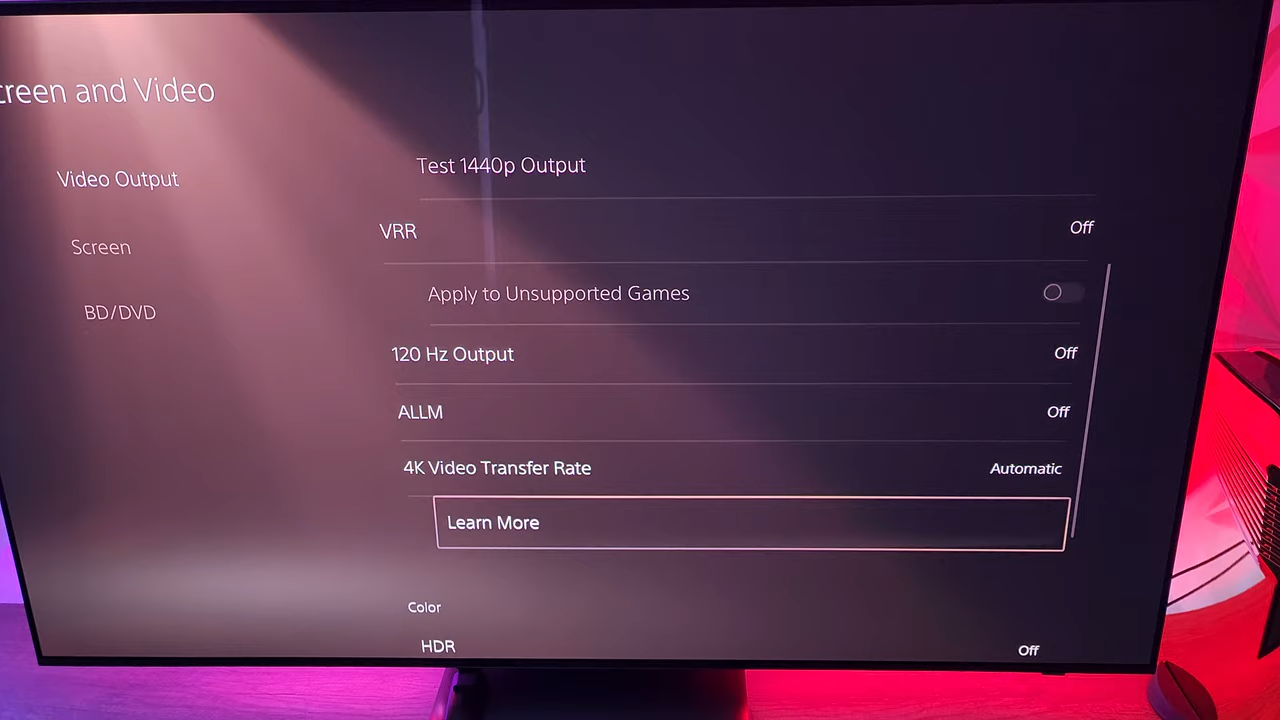 creen and Video
Video Output
Screen
BD/DVD
Test 1440p Output
VRR Off
Apply to Unsupported Games
120 Hz Output Off
ALLM Off
4K Video Transfer Rate Automatic
Learn More
Color
HDR Off